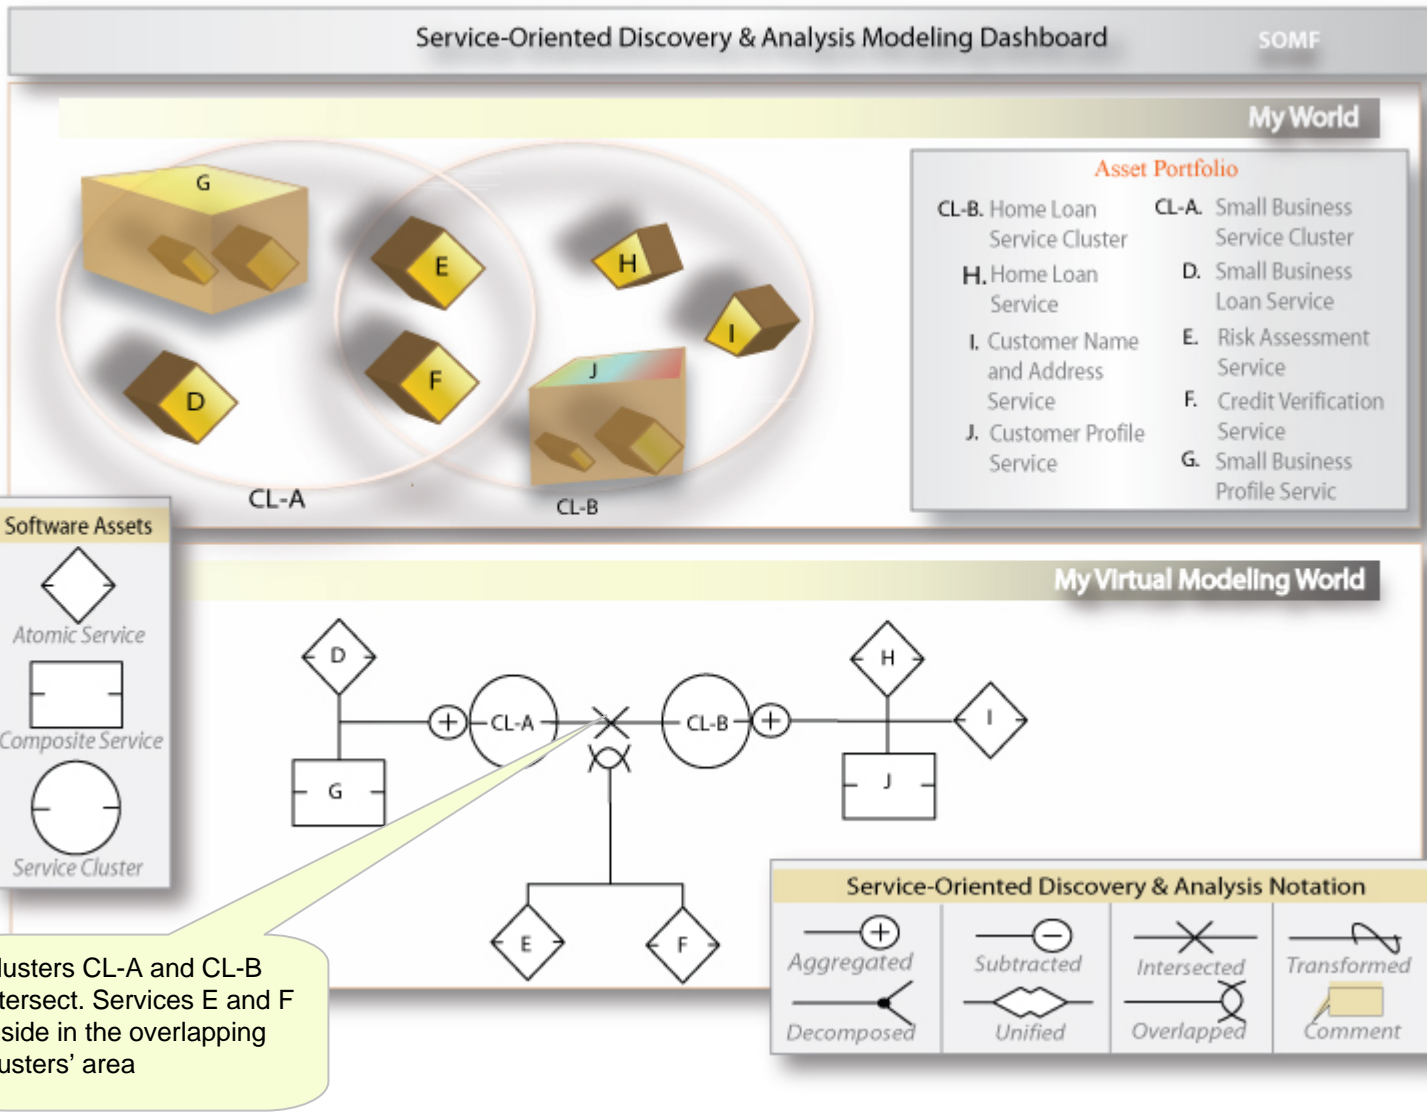 Service-Oriented Discovery & Analysis Modeling Dashboard
SOMF
My World
G
E
H
I
J
F
D
CL-A
CL-B
Asset Portfolio
CL-B. Home Loan
Service Cluster
H. Home Loan
Service
I. Customer Name
and Address
Service
J. Customer Profile
Service
CL-A. Small Business
Service Cluster
D. Small Business
Loan Service
E. Risk Assessment
Service
F. Credit Verification
Service
G. Small Business
Profile Servic
Software Assets
Atomic Service
Composite Service
Service Cluster
My Virtual Modeling World
D
G
CL-A
CL-B
H
I
J
E
F
lusters CL-A and CL-B
tersect. Services E and F
side in the overlapping
usters’ area
Service-Oriented Discovery & Analysis Notation
Aggregated
Subtracted
Intersected
Transformed
Decomposed
Unified
Overlapped
Comment